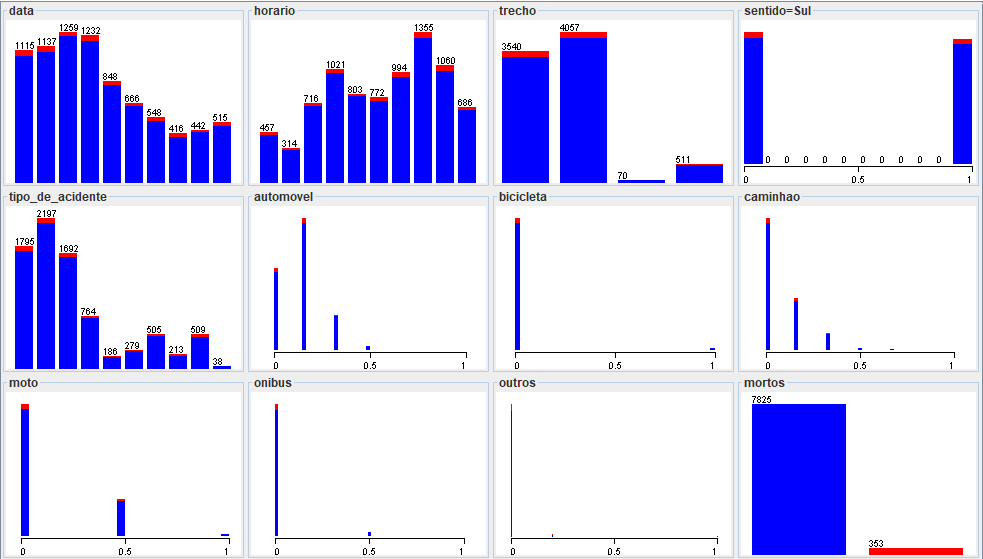 data
horario
trecho
sentido=Sul
1115 1137 1259 1232 848 666 548 416 442 515
457 314 716 1021 803 772 994 1355 1060 686
3540 4057 70 511
0 0 0 0 0 0 0 0
0 0.5 1
tipo_de_acidente
automovel
bicicleta
caminhao
1795 2197 1692 764 186 279 505 213 509 38
0 0.5 1
0 0.5 1
0 0.5 1
moto
onibus
outros
mortos
0 0.5 1
0 0.5 1
0 0.5 1
7825 353